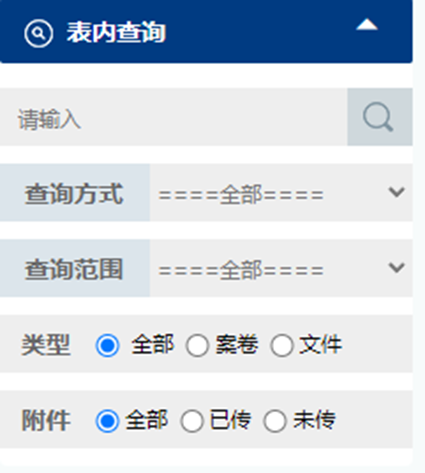 表内查询
请输入
查询方式 ====全部====
查询范围 ====全部====
类型 全部 案卷 文件
附件 全部 已传 未传